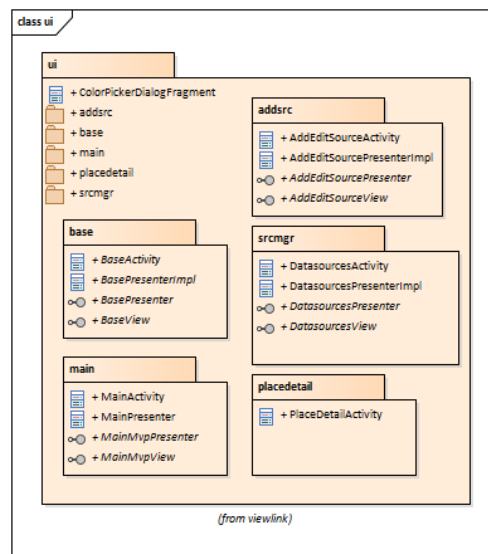 class ui
ui
+ ColorPickerDialogFragment
+ addsrc
+ base
+ main
+ placedetail
+ srcmgr
addsrc
+ AddEditSourceActivity
+ AddEditSourcePresenterImpl
+ AddEditSourcePresenter
+ AddEditSourceView
base
+ BaseActivity
+ BasePresenterImpl
+ BasePresenter
+ BaseView
srcmgr
+ DatasourcesActivity
+ DatasourcesPresenterImpl
+ DatasourcesPresenter
+ DatasourcesView
main
+ MainActivity
+ MainPresenter
+ MainMvpPresenter
+ MainMvpView
placedetail
+ PlaceDetailActivity
(from viewlink)